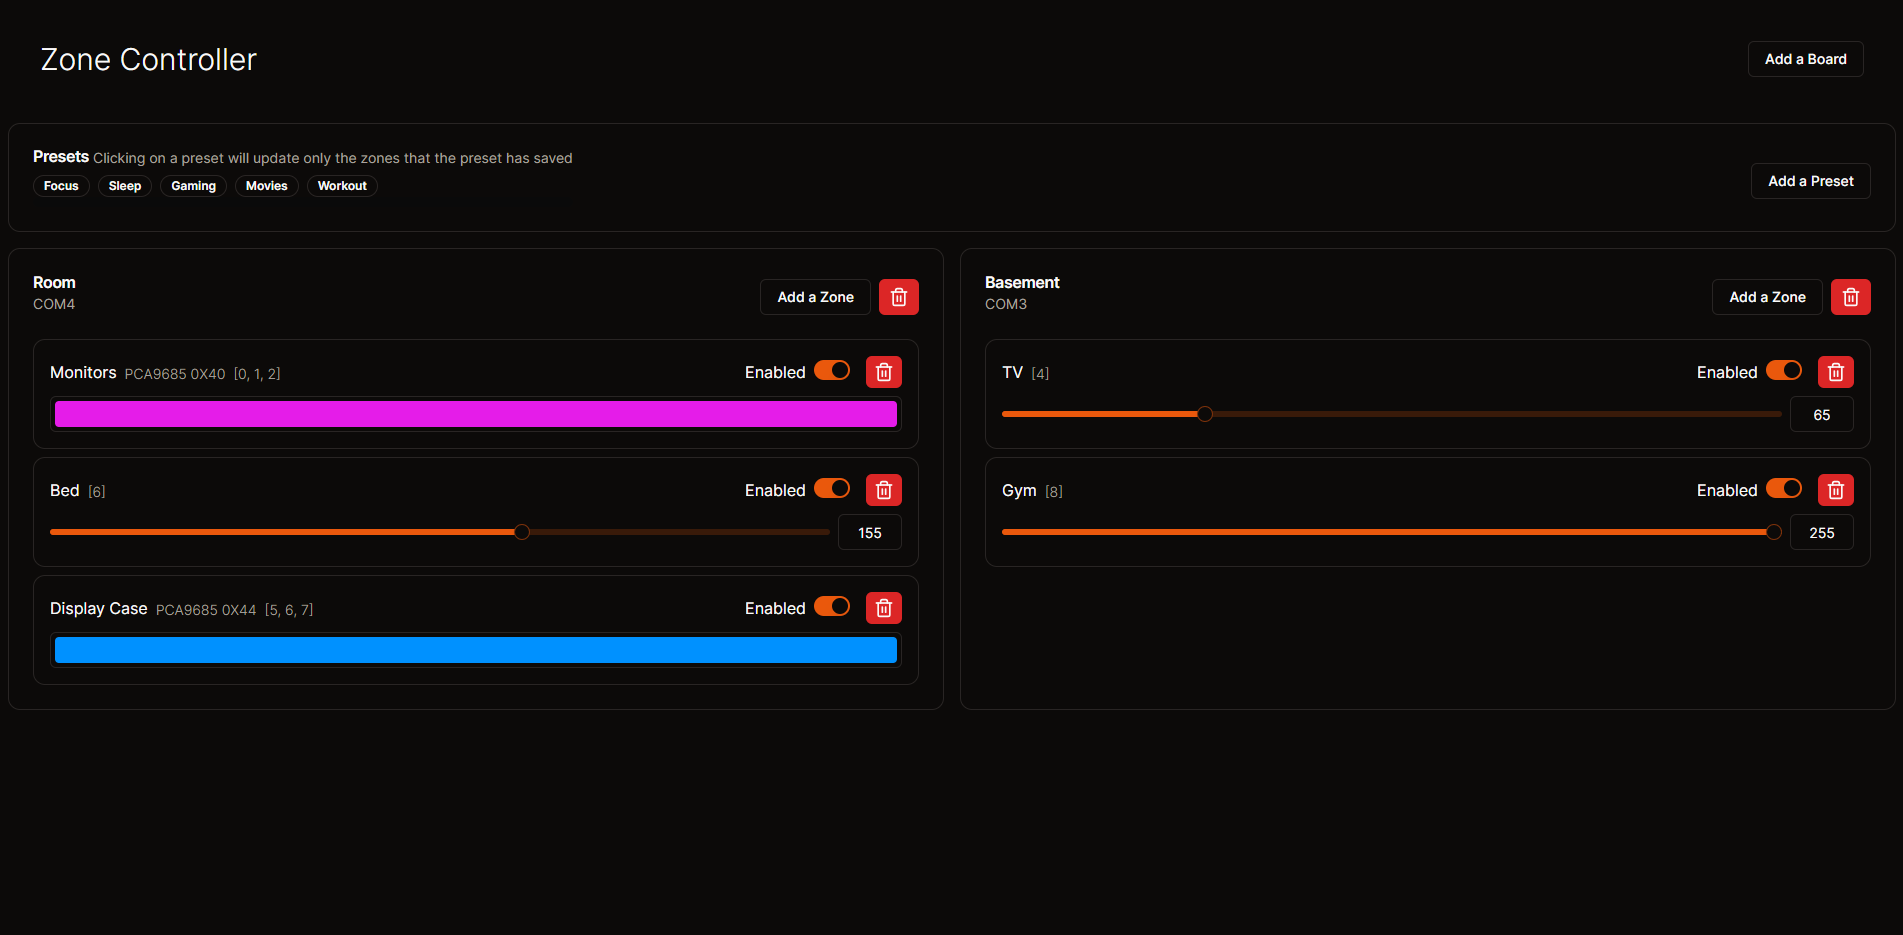 Zone Controller
Add a Board
Presets Clicking on a preset will update only the zones that the preset has saved
Focus Sleep Gaming Movies Workout
Add a Preset
Room
COM4
Add a Zone
Monitors PCA9685 0X40 [0, 1, 2]
Enabled
Bed [6]
Enabled
155
Display Case PCA9685 0X44 [5, 6, 7]
Enabled
Basement
COM3
Add a Zone
TV [4]
Enabled
65
Gym [8]
Enabled
255